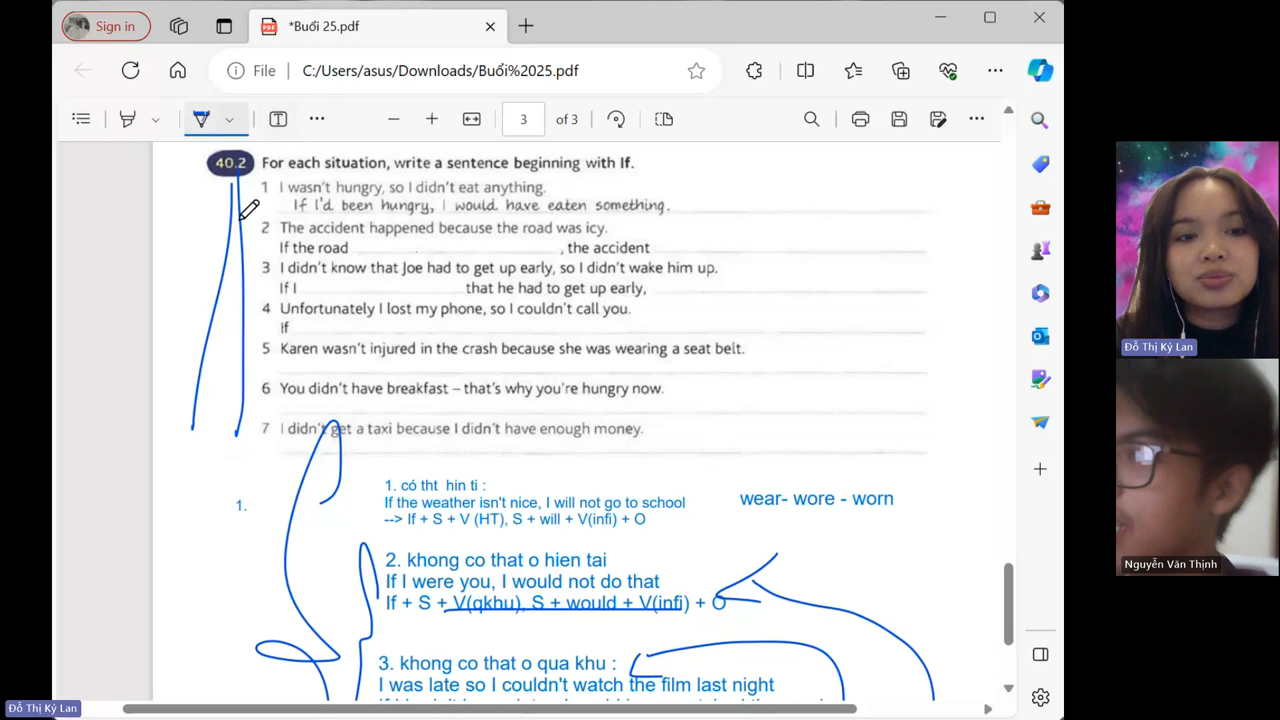 Sign in
*Buổi 25.pdf
File
C:/Users/asus/Downloads/Buổi%2025.pdf
3
of 3
40.2 For each situation, write a sentence beginning with If.
1 I wasn't hungry, so I didn't eat anything.
If I'd been hungry, I would have eaten something.
2 The accident happened because the road was icy.
If the road , the accident
3 I didn't know that Joe had to get up early, so I didn't wake him up.
If I that he had to get up early,
4 Unfortunately I lost my phone, so I couldn't call you.
If
5 Karen wasn't injured in the crash because she was wearing a seat belt.
6 You didn't have breakfast – that's why you're hungry now.
7 I didn't get a taxi because I didn't have enough money.
1.
1. có tht hin ti :
If the weather isn't nice, I will not go to school
--> If + S + V (HT), S + will + V(infi) + O
wear- wore - worn
2. khong co that o hien tai
If I were you, I would not do that
If + S + V(qkhu), S + would + V(infi) + O
3. khong co that o qua khu :
I was late so I couldn't watch the film last night
Đỗ Thị Kỷ Lan
Nguyễn Văn Thịnh
Đỗ Thị Kỷ Lan